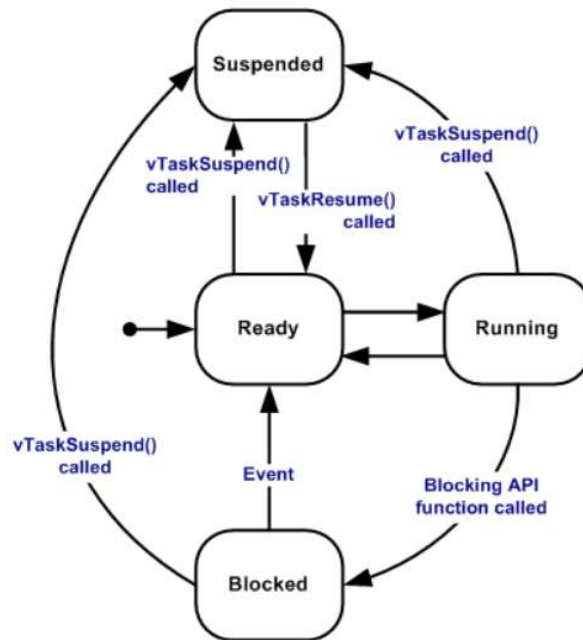 Suspended
vTaskSuspend()
called
vTaskSuspend()
called
vTaskResume()
called
Ready
Running
vTaskSuspend()
called
Event
Blocking API
function called
Blocked